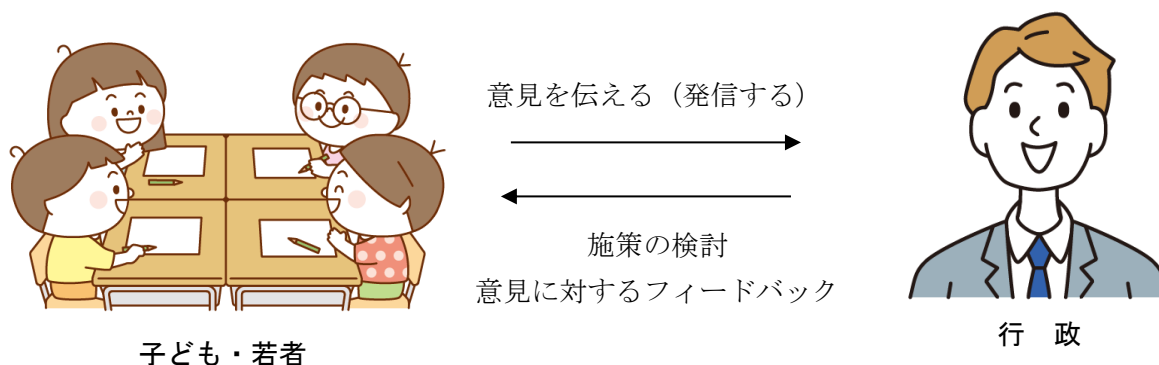 意見を伝える（発信する）
施策の検討
意見に対するフィードバック
子ども・若者
行　政